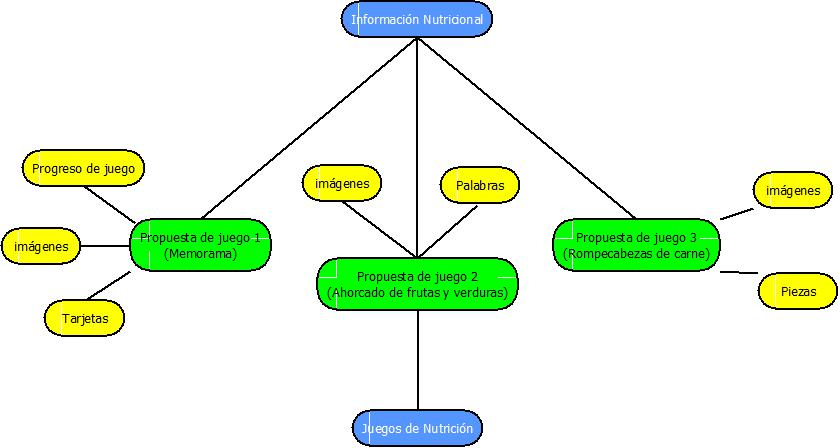 Información Nutricional
Progreso de juego
imágenes
Palabras
imágenes
imágenes
Propuesta de juego 1
(Memorama)
Propuesta de juego 3
(Rompecabezas de carne)
Propuesta de juego 2
(Ahorcado de frutas y verduras)
Piezas
Tarjetas
Juegos de Nutrición